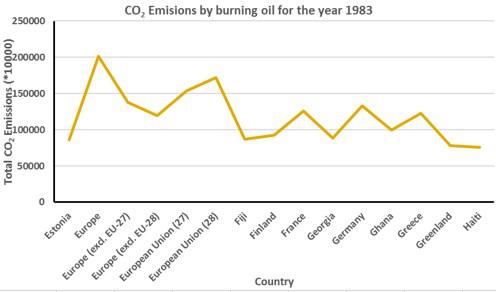 CO₂ Emisions by burning oil for the year 1983
Total CO₂ Emissions (*10000)
250000
200000
150000
100000
50000
0
Estonia
Europe
Europe (excl. EU-27)
Europe (excl. EU-28)
European Union (27)
European Union (28)
Fiji
Finland
France
Georgia
Germany
Ghana
Greece
Greenland
Haiti
Country